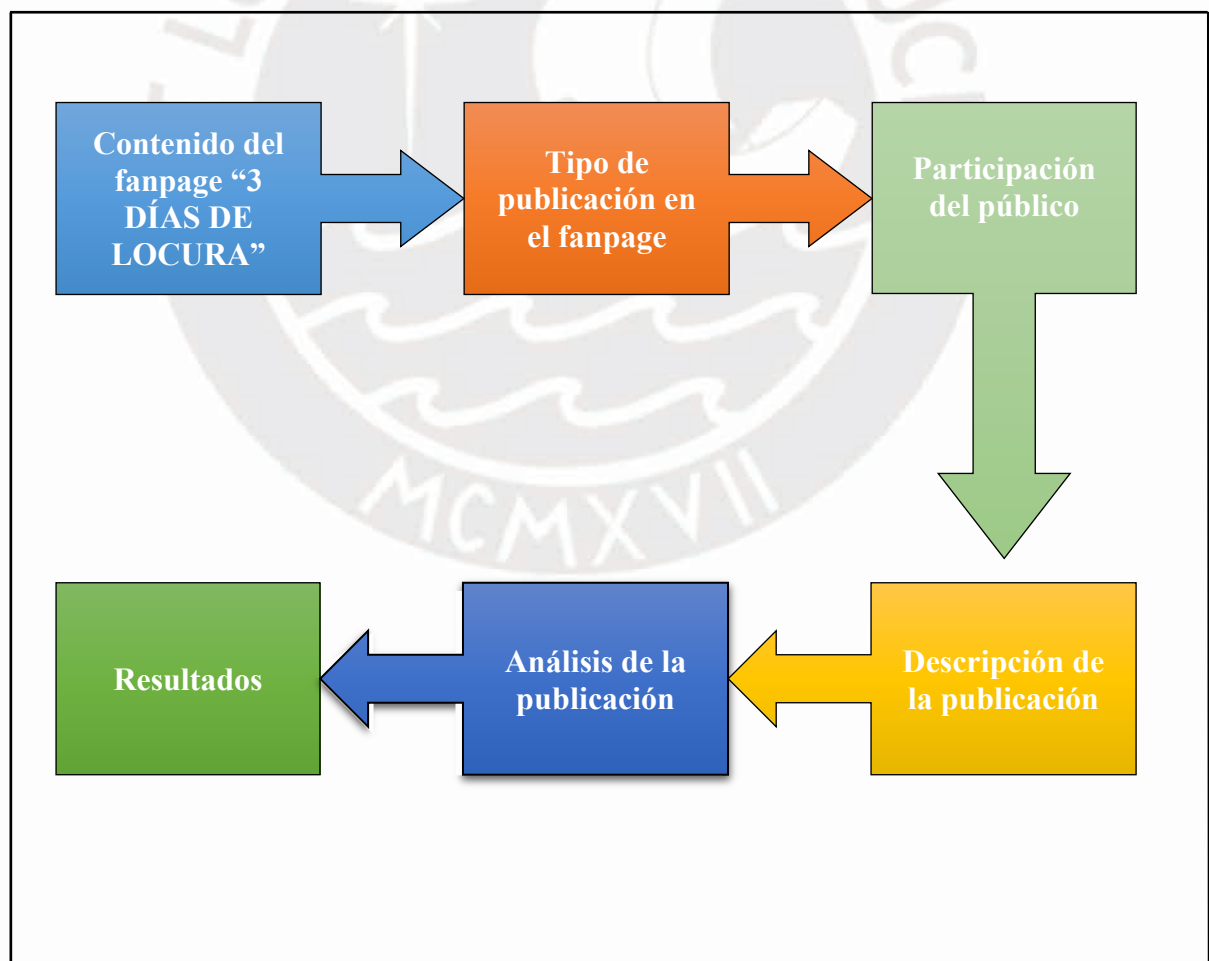 Contenido del
fanpage “3
DÍAS DE
LOCURA”
Tipo de
publicación en
el fanpage
Participación
del público
MCMXVII
Resultados
Análisis de la
publicación
Descripción de
la publicación